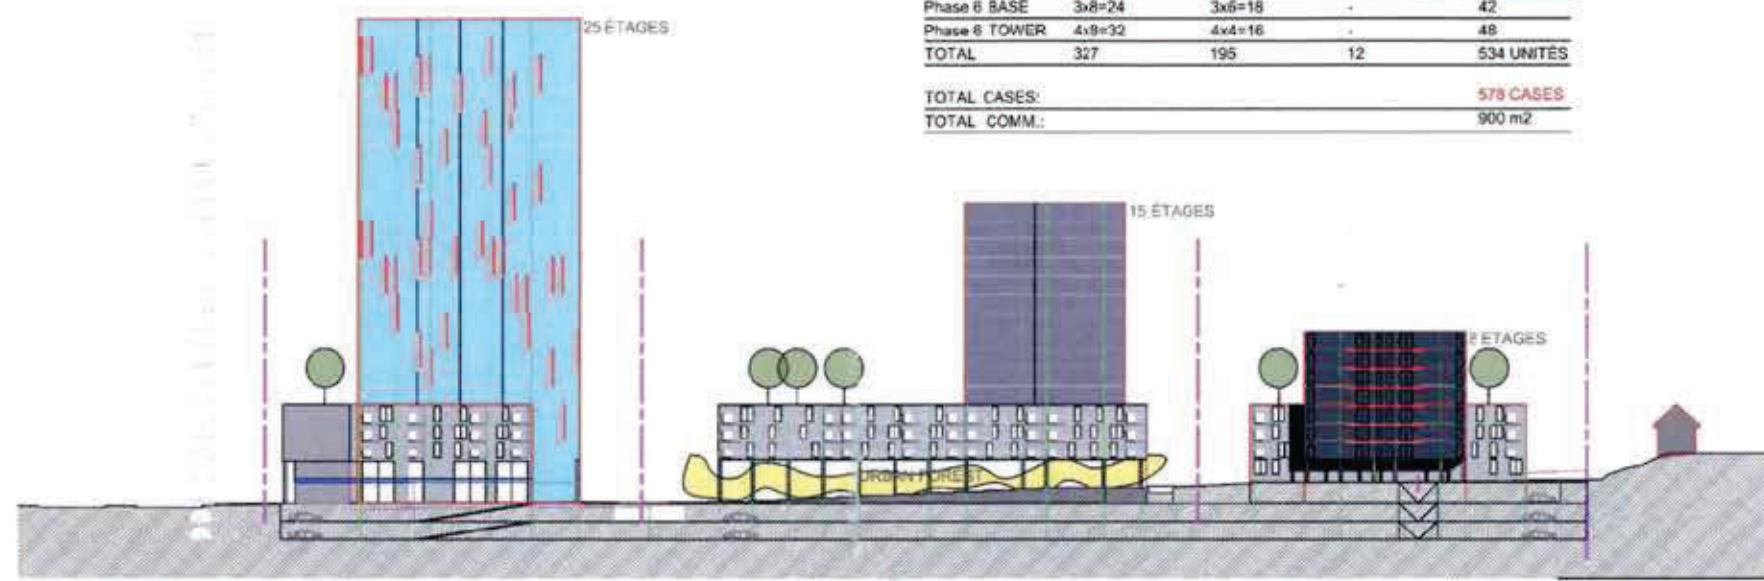 Phase 6 BASE 3x8=24 3x6=18 - 42
Phase 6 TOWER 4x8=32 4x4=16 - 48
TOTAL 327 195 12 534 UNITÉS
TOTAL CASES: 578 CASES
TOTAL COMM.: 900 m2
25 ÉTAGES
15 ÉTAGES
ÉTAGES
URBAN FOREST